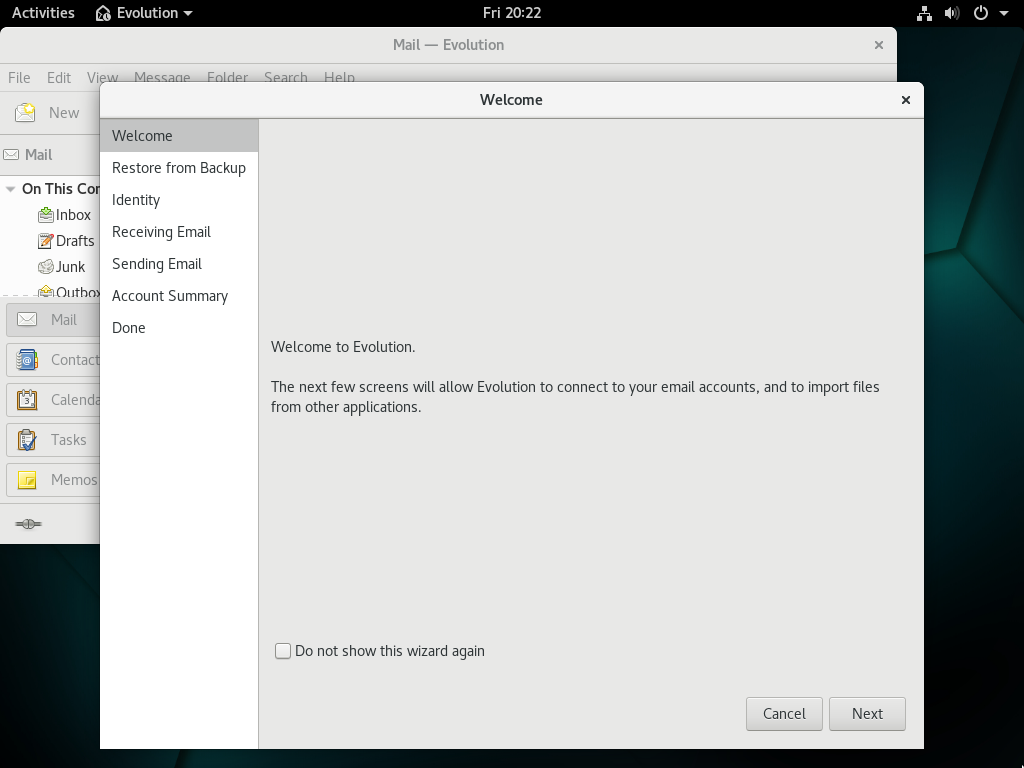 Activities
Evolution
Fri 20:22
Mail — Evolution
File Edit View Message Folder Search Help
New
Mail
On This Con
Inbox
Drafts
Junk
Outbox
Mail
Contact
Calenda
3
Tasks
Memos
Welcome
Welcome
Restore from Backup
Identity
Receiving Email
Sending Email
Account Summary
Done
Welcome to Evolution.
The next few screens will allow Evolution to connect to your email accounts, and to import files
from other applications.
Do not show this wizard again
Cancel
Next